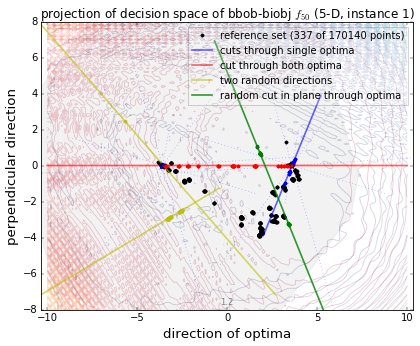 projection of decision space of bbob-biobj f50 (5-D, instance 1)
reference set (337 of 170140 points)
cuts through single optima
cut through both optima
two random directions
random cut in plane through optima
perpendicular direction
8
6
4
2
0
−2
−4
−6
−8
1.2
−10
−5
0
5
10
direction of optima